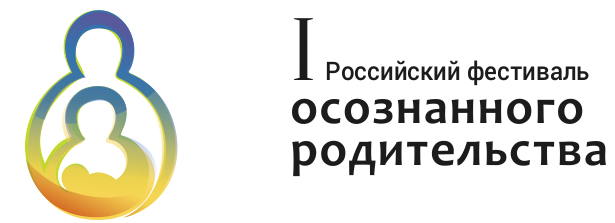 I Российский фестиваль
осознанного
родительства